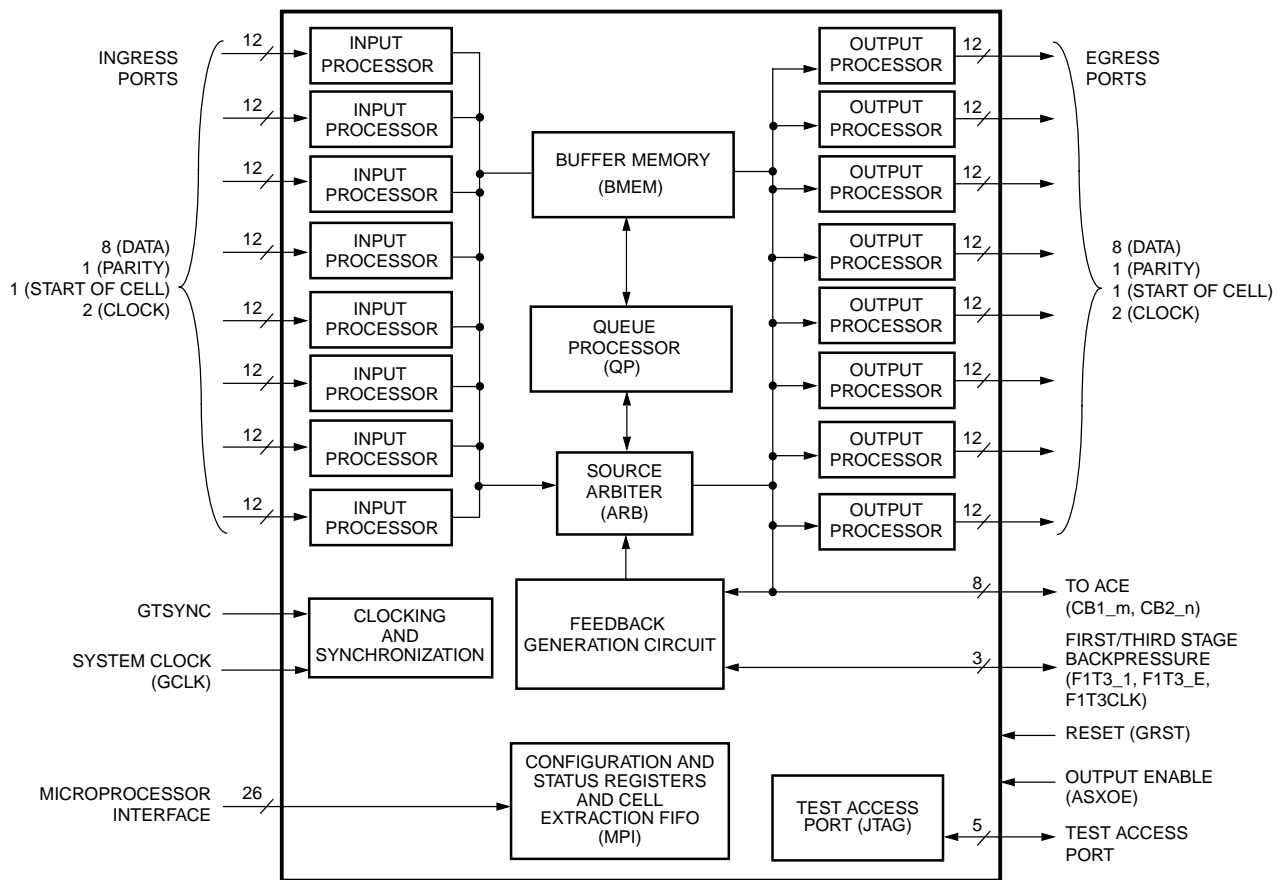 INGRESS
PORTS
8 (DATA)
1 (PARITY)
1 (START OF CELL)
2 (CLOCK)
12
INPUT
PROCESSOR
12
INPUT
PROCESSOR
12
INPUT
PROCESSOR
12
INPUT
PROCESSOR
12
INPUT
PROCESSOR
12
INPUT
PROCESSOR
12
INPUT
PROCESSOR
12
INPUT
PROCESSOR
BUFFER MEMORY
(BMEM)
QUEUE
PROCESSOR
(QP)
SOURCE
ARBITER
(ARB)
FEEDBACK
GENERATION CIRCUIT
OUTPUT
PROCESSOR
12
OUTPUT
PROCESSOR
12
OUTPUT
PROCESSOR
12
OUTPUT
PROCESSOR
12
OUTPUT
PROCESSOR
12
OUTPUT
PROCESSOR
12
OUTPUT
PROCESSOR
12
OUTPUT
PROCESSOR
12
EGRESS
PORTS
8 (DATA)
1 (PARITY)
1 (START OF CELL)
2 (CLOCK)
GTSYNC
SYSTEM CLOCK
(GCLK)
CLOCKING
AND
SYNCHRONIZATION
8
TO ACE
(CB1_m, CB2_n)
3
FIRST/THIRD STAGE
BACKPRESSURE
(F1T3_1, F1T3_E,
F1T3CLK)
RESET (GRST)
OUTPUT ENABLE
(ASXOE)
MICROPROCESSOR
INTERFACE
26
CONFIGURATION AND
STATUS REGISTERS
AND CELL
EXTRACTION FIFO
(MPI)
TEST ACCESS
PORT (JTAG)
5
TEST ACCESS
PORT